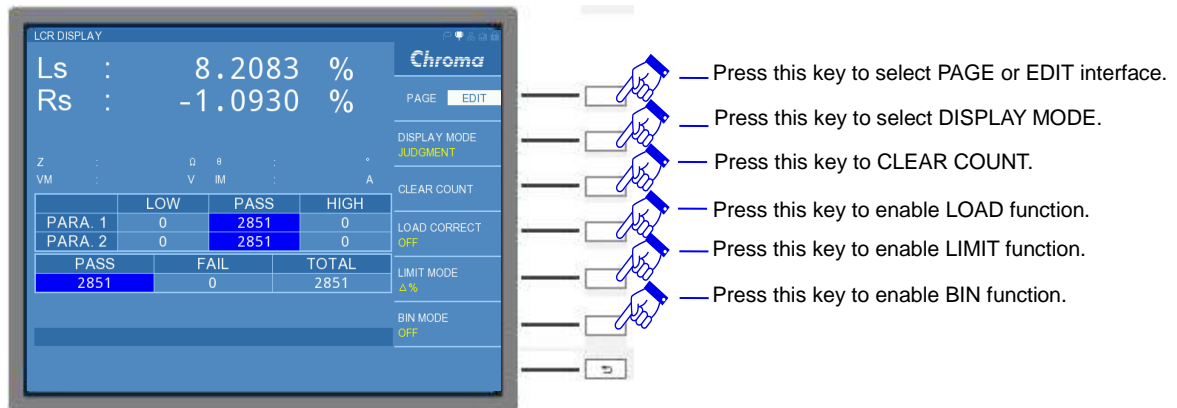 LCR DISPLAY
Chroma
Ls : 8.2083 %
Rs : -1.0930 %
PAGE EDIT
DISPLAY MODE
JUDGMENT
Z : Ω θ : °
VM : V IM : A
CLEAR COUNT
LOW PASS HIGH
PARA. 1 0 2851 0
PARA. 2 0 2851 0
LOAD CORRECT
OFF
PASS FAIL TOTAL
2851 0 2851
LIMIT MODE
△%
BIN MODE
OFF
Press this key to select PAGE or EDIT interface.
Press this key to select DISPLAY MODE.
Press this key to CLEAR COUNT.
Press this key to enable LOAD function.
Press this key to enable LIMIT function.
Press this key to enable BIN function.